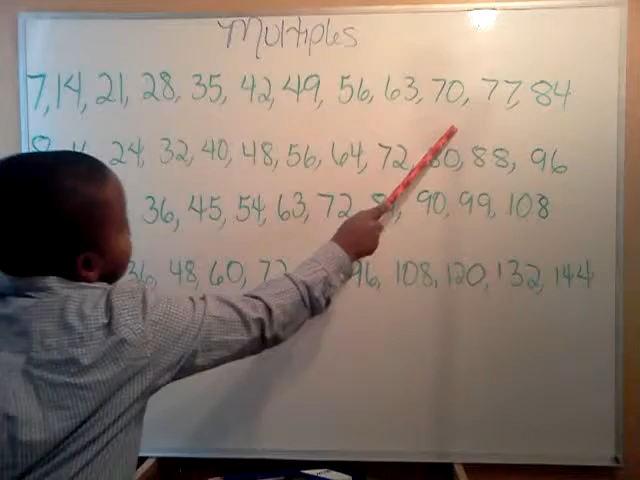 Multiples
7, 14, 21, 28, 35, 42, 49, 56, 63, 70, 77, 84
24, 32, 40, 48, 56, 64, 72, 80, 88, 96
36, 45, 54, 63, 72, 81, 90, 99, 108
36, 48, 60, 72, 96, 108, 120, 132, 144